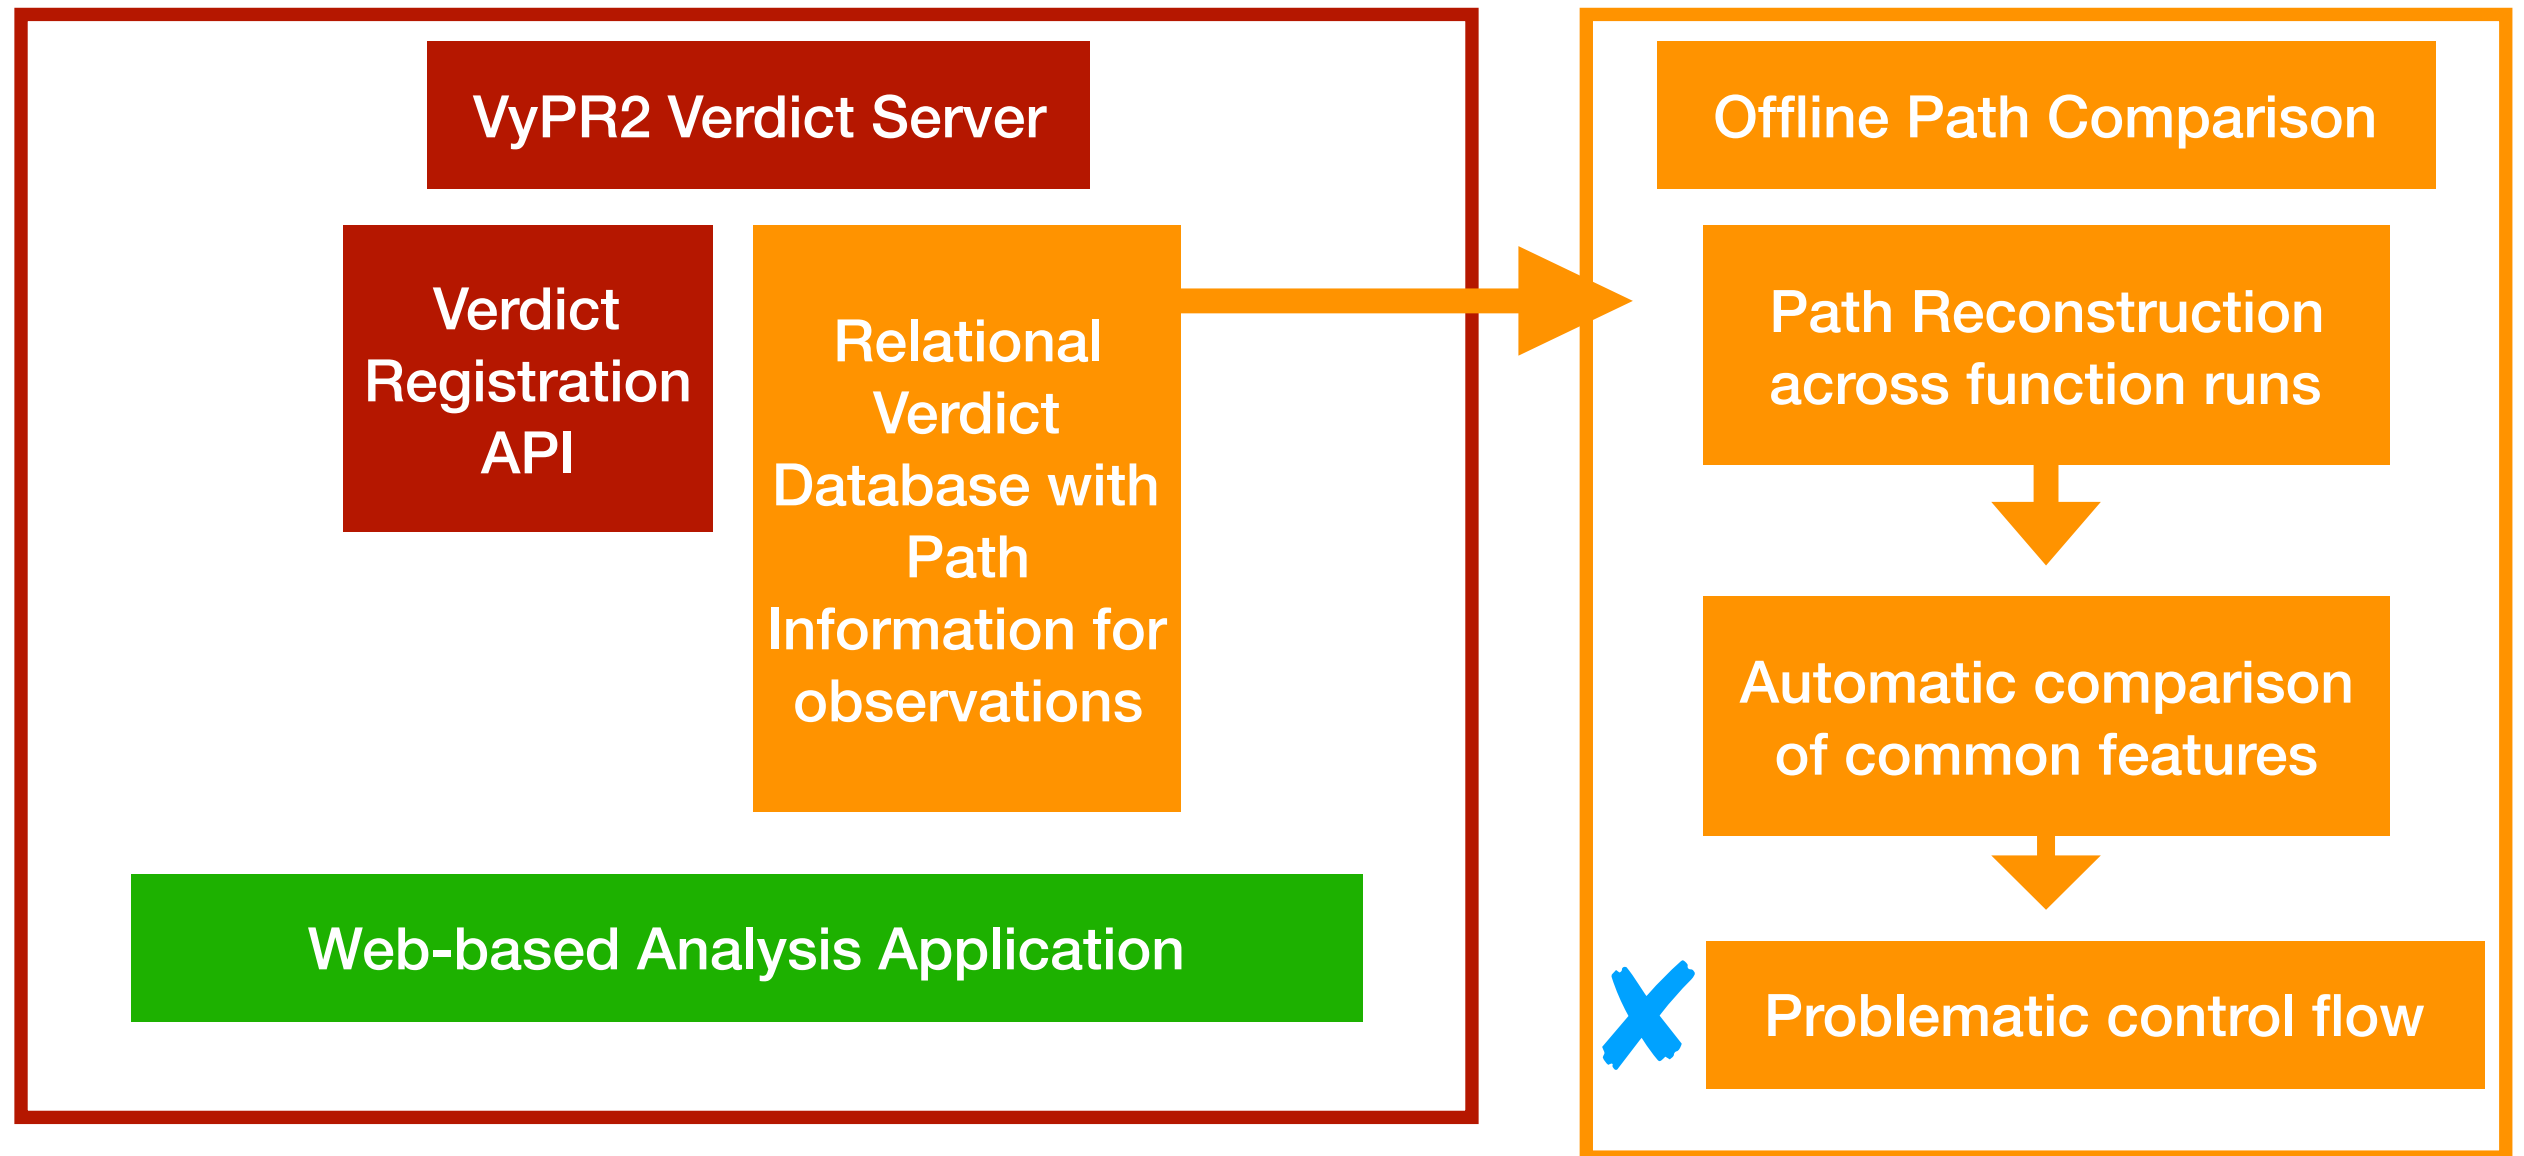 VyPR2 Verdict Server
Verdict
Registration
API
Relational
Verdict
Database with
Path
Information for
observations
Web-based Analysis Application
Offline Path Comparison
Path Reconstruction
across function runs
Automatic comparison
of common features
Problematic control flow